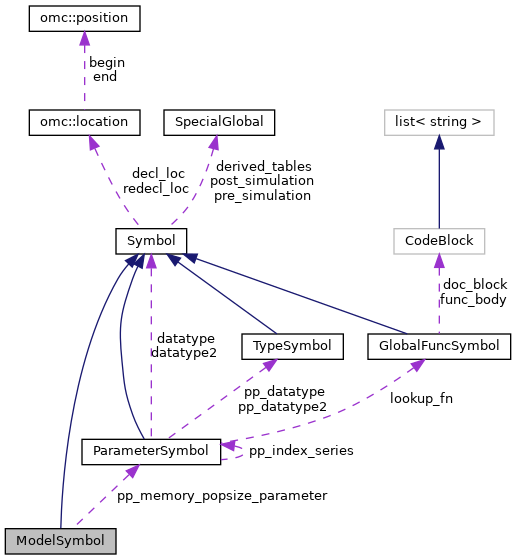 omc::position
begin
end
omc::location
SpecialGlobal
list< string >
decl_loc
redecl_loc
derived_tables
post_simulation
pre_simulation
Symbol
CodeBlock
doc_block
func_body
datatype
datatype2
TypeSymbol
GlobalFuncSymbol
pp_datatype
pp_datatype2
lookup_fn
ParameterSymbol
pp_index_series
pp_memory_popsize_parameter
ModelSymbol